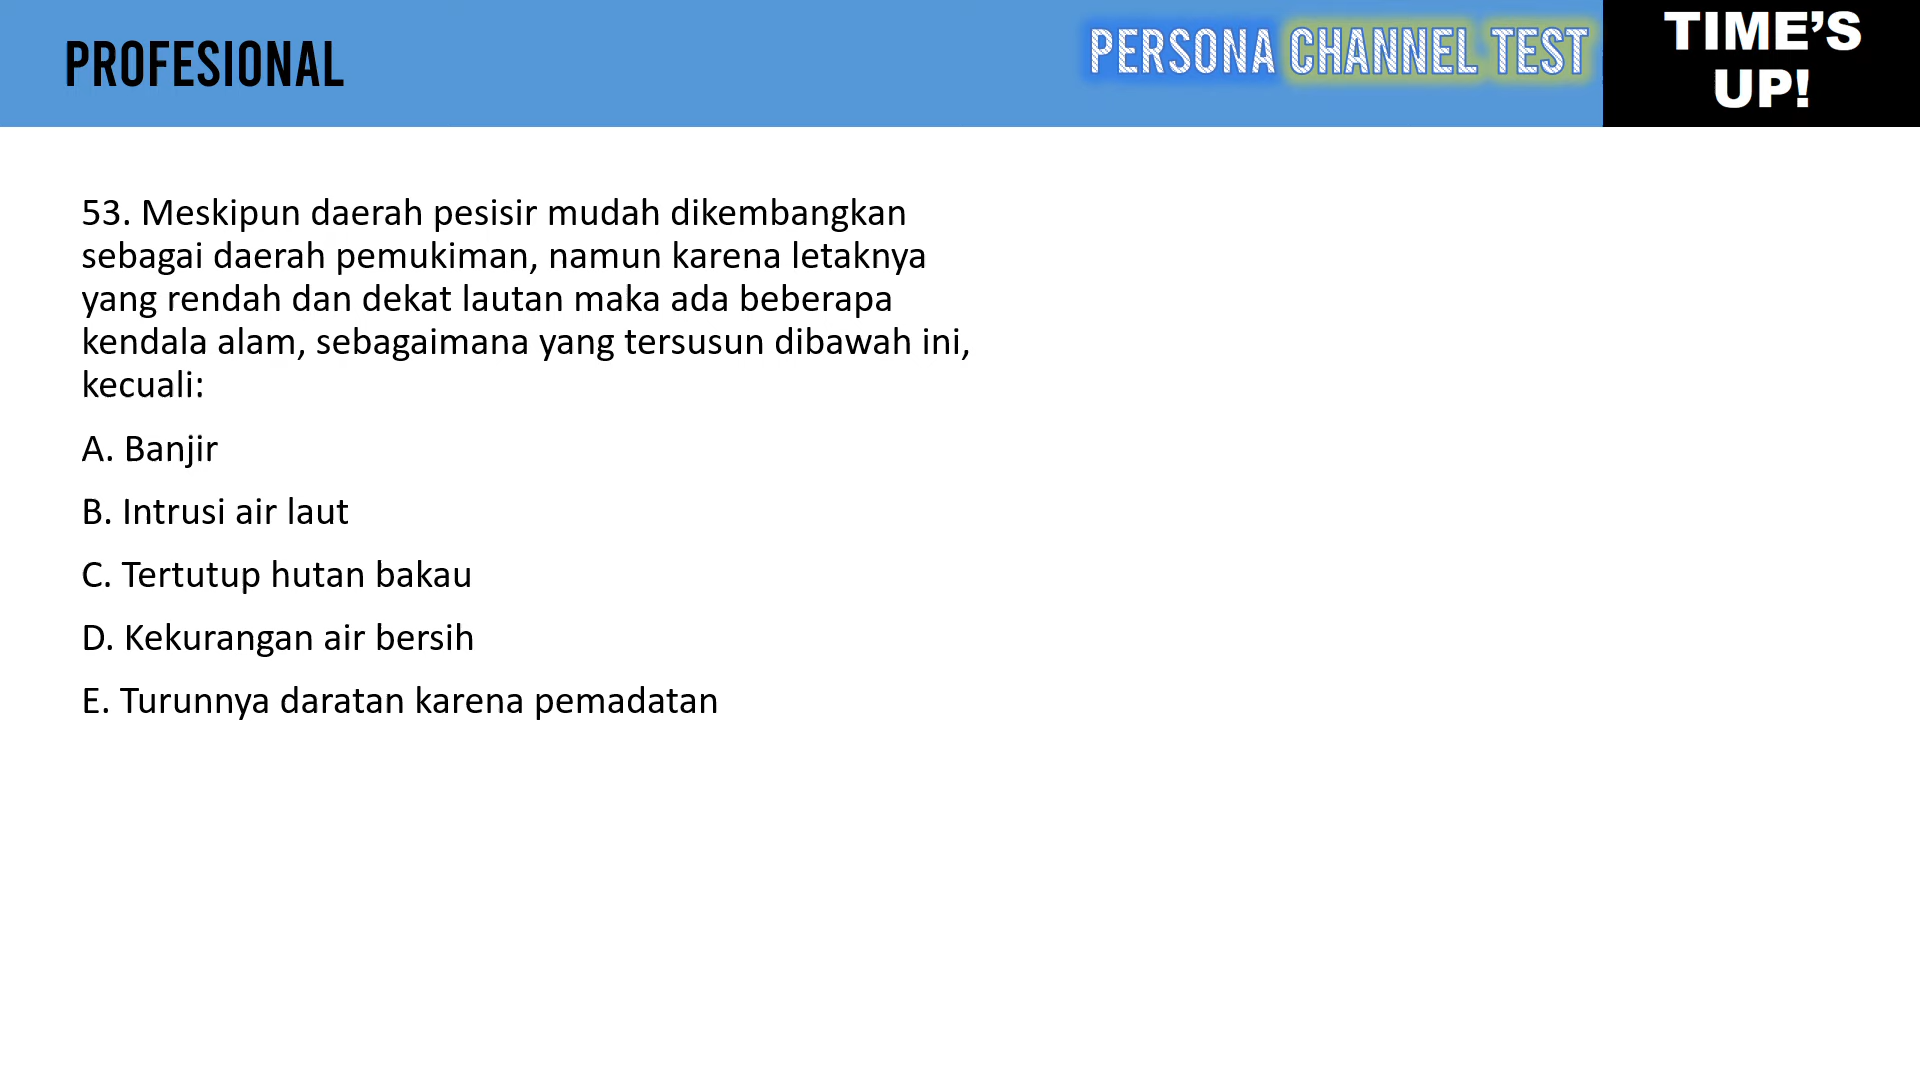 PROFESIONAL
PERSONA CHANNEL TEST
TIME’S
UP!
53. Meskipun daerah pesisir mudah dikembangkan
sebagai daerah pemukiman, namun karena letaknya
yang rendah dan dekat lautan maka ada beberapa
kendala alam, sebagaimana yang tersusun dibawah ini,
kecuali:
A. Banjir
B. Intrusi air laut
C. Tertutup hutan bakau
D. Kekurangan air bersih
E. Turunnya daratan karena pemadatan